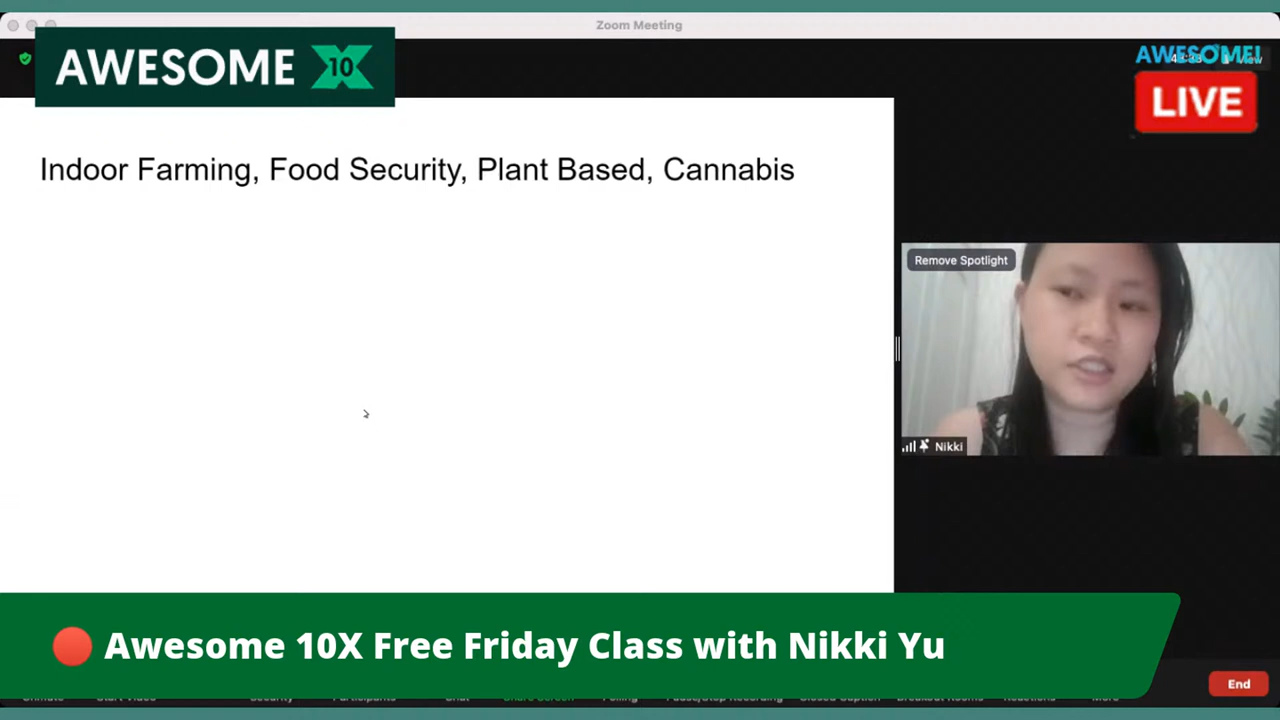 Zoom Meeting
AWESOME 10X
AWESOME!
LIVE
Indoor Farming, Food Security, Plant Based, Cannabis
Remove Spotlight
Nikki
Awesome 10X Free Friday Class with Nikki Yu
End